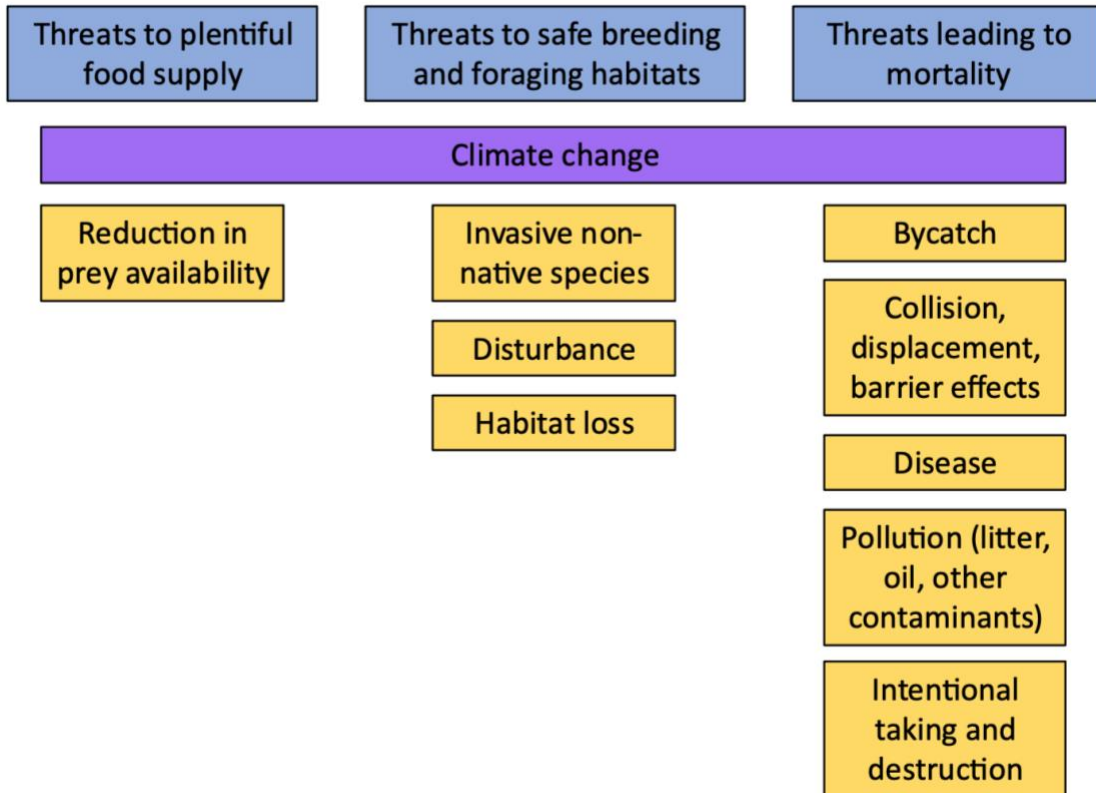 Threats to plentiful
food supply
Threats to safe breeding
and foraging habitats
Threats leading to
mortality
Climate change
Reduction in
prey availability
Invasive non-
native species
Disturbance
Habitat loss
Bycatch
Collision,
displacement,
barrier effects
Disease
Pollution (litter,
oil, other
contaminants)
Intentional
taking and
destruction